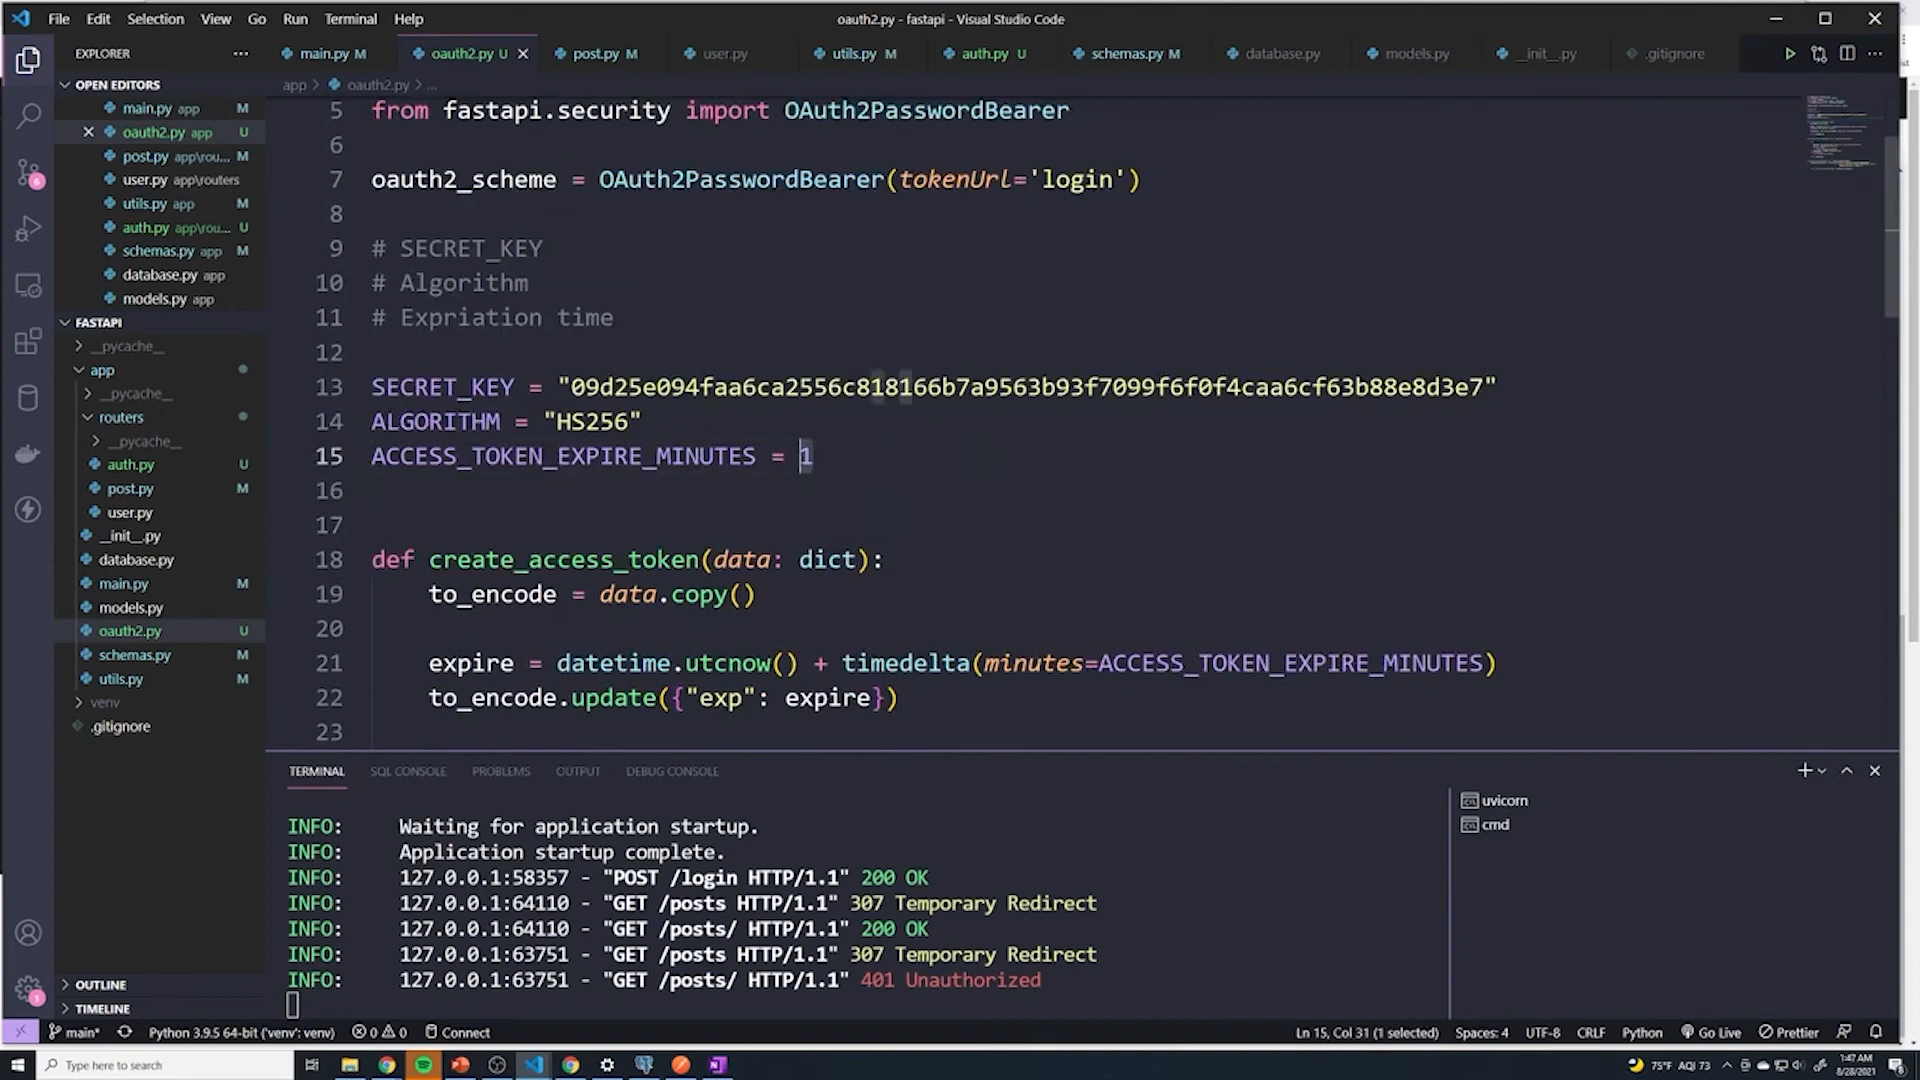 File Edit Selection View Go Run Terminal Help
oauth2.py - fastapi - Visual Studio Code
EXPLORER
main.py M
oauth2.py U
post.py M
user.py
utils.py M
auth.py U
schemas.py M
database.py
models.py
__init__.py
.gitignore
OPEN EDITORS
main.py app M
oauth2.py app U
post.py app\rou... M
user.py app\routers
utils.py app M
auth.py app\rou... U
schemas.py app M
database.py app
models.py app
FASTAPI
__pycache__
app
__pycache__
routers
__pycache__
auth.py U
post.py M
user.py
__init__.py
database.py
main.py M
models.py
oauth2.py U
schemas.py M
utils.py M
venv
.gitignore
OUTLINE
TIMELINE
app > oauth2.py > ...
5 from fastapi.security import OAuth2PasswordBearer
6
7 oauth2_scheme = OAuth2PasswordBearer(tokenUrl='login')
8
9 # SECRET_KEY
10 # Algorithm
11 # Expriation time
12
13 SECRET_KEY = "09d25e094faa6ca2556c818166b7a9563b93f7099f6f0f4caa6cf63b88e8d3e7"
14 ALGORITHM = "HS256"
15 ACCESS_TOKEN_EXPIRE_MINUTES = 1
16
17
18 def create_access_token(data: dict):
19 to_encode = data.copy()
20
21 expire = datetime.utcnow() + timedelta(minutes=ACCESS_TOKEN_EXPIRE_MINUTES)
22 to_encode.update({"exp": expire})
23
TERMINAL SQL CONSOLE PROBLEMS OUTPUT DEBUG CONSOLE
INFO: Waiting for application startup.
INFO: Application startup complete.
INFO: 127.0.0.1:58357 - "POST /login HTTP/1.1" 200 OK
INFO: 127.0.0.1:64110 - "GET /posts HTTP/1.1" 307 Temporary Redirect
INFO: 127.0.0.1:64110 - "GET /posts/ HTTP/1.1" 200 OK
INFO: 127.0.0.1:63751 - "GET /posts HTTP/1.1" 307 Temporary Redirect
INFO: 127.0.0.1:63751 - "GET /posts/ HTTP/1.1" 401 Unauthorized
uvicorn
cmd
main* Python 3.9.5 64-bit ('venv': venv) 0 0 Connect
Ln 15, Col 31 (1 selected) Spaces: 4 UTF-8 CRLF Python Go Live Prettier
Type here to search
75°F AQI 73
1:47 AM
8/28/2021